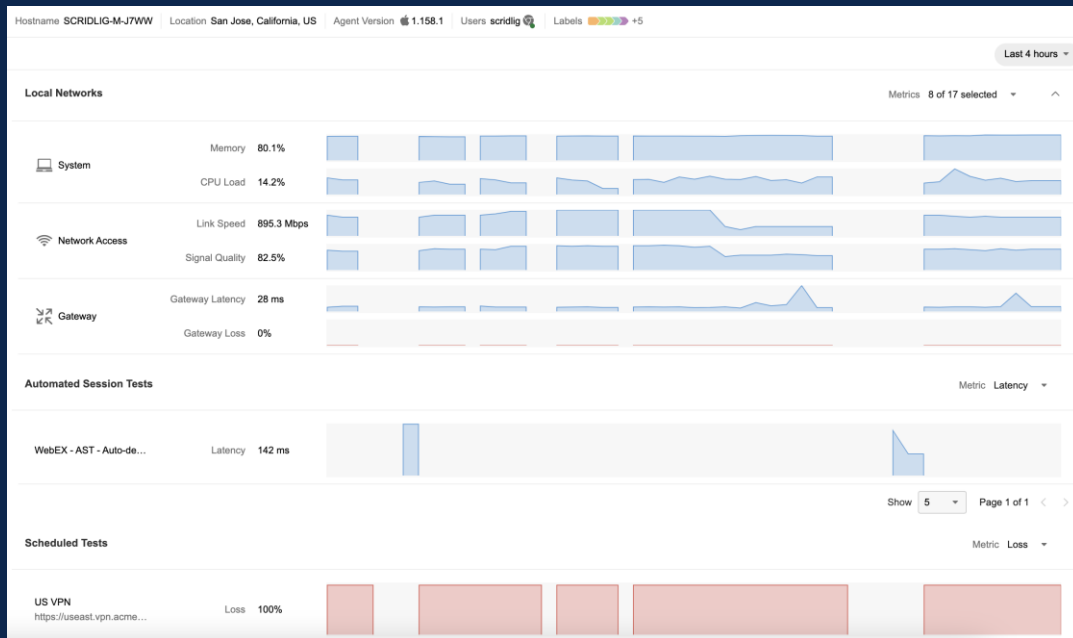 Hostname SCRIDLIG-M-J7WW Location San Jose, California, US Agent Version 1.158.1 Users scridlig Labels +5
Last 4 hours
Local Networks Metrics 8 of 17 selected
Memory 80.1%
System
CPU Load 14.2%
Link Speed 895.3 Mbps
Network Access
Signal Quality 82.5%
Gateway Latency 28 ms
Gateway
Gateway Loss 0%
Automated Session Tests Metric Latency
WebEX - AST - Auto-de... Latency 142 ms
Show 5 Page 1 of 1
Scheduled Tests Metric Loss
US VPN
Loss 100%
https://useast.vpn.acme...